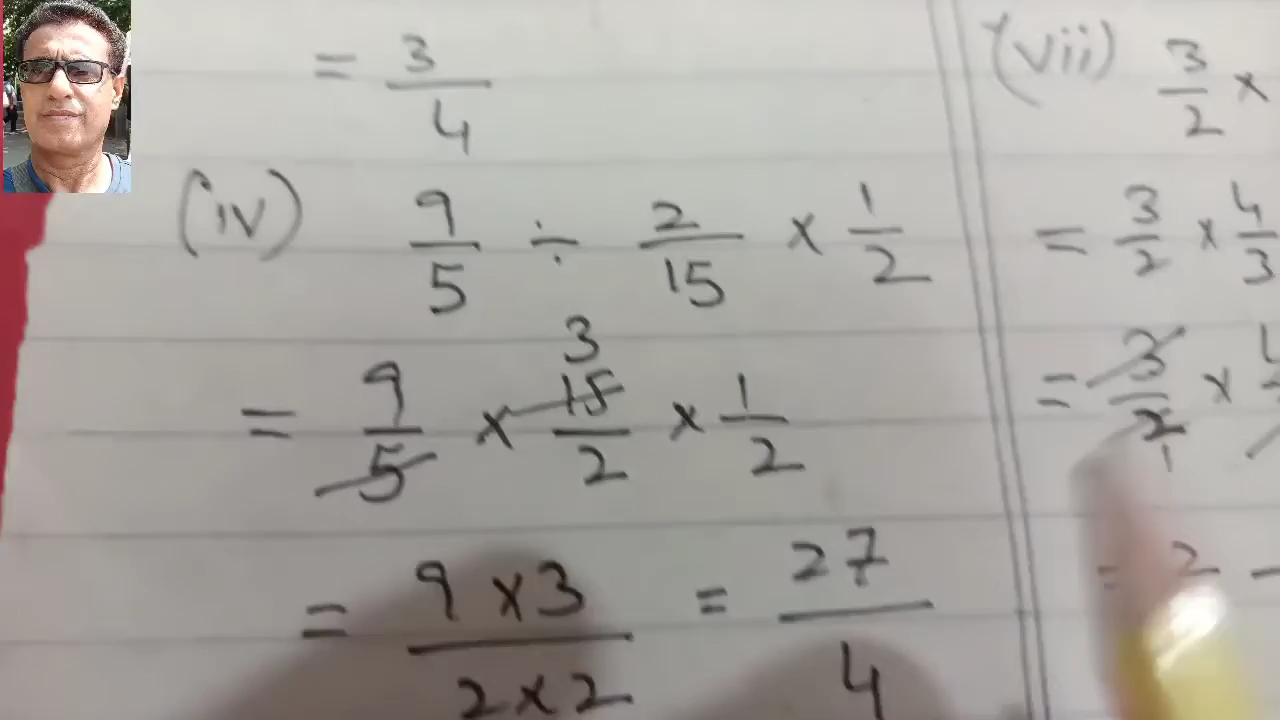 = 3/4
(iv) 9/5 ÷ 2/15 × 1/2
= 9/5 × 15/2 × 1/2
3
= 9 × 3 / 2 × 2 = 27/4
(vii) 3/2 ×
= 3/2 × 4/3
= 3/2 ×
1
= 2 -